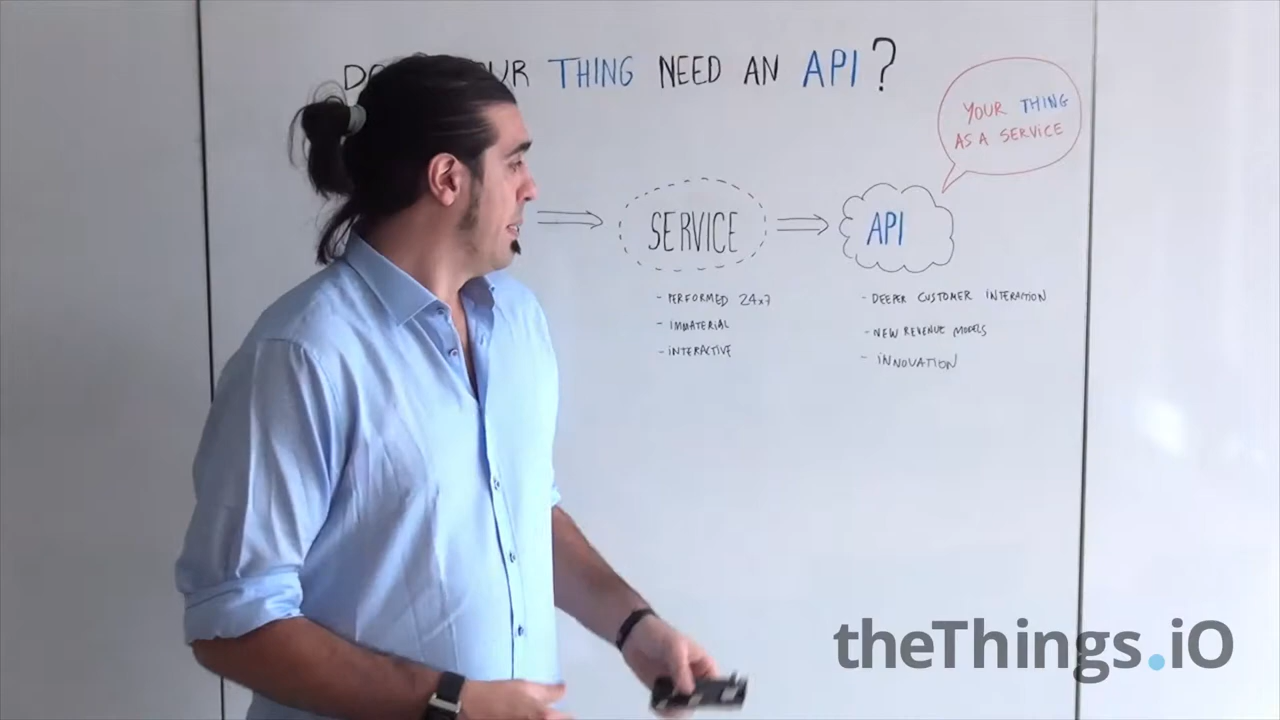 THING NEED AN API?
YOUR THING
AS A SERVICE
SERVICE
API
- PERFORMED 24x7
- IMMATERIAL
- INTERACTIVE
- DEEPER CUSTOMER INTERACTION
- NEW REVENUE MODELS
- INNOVATION
theThings.iO